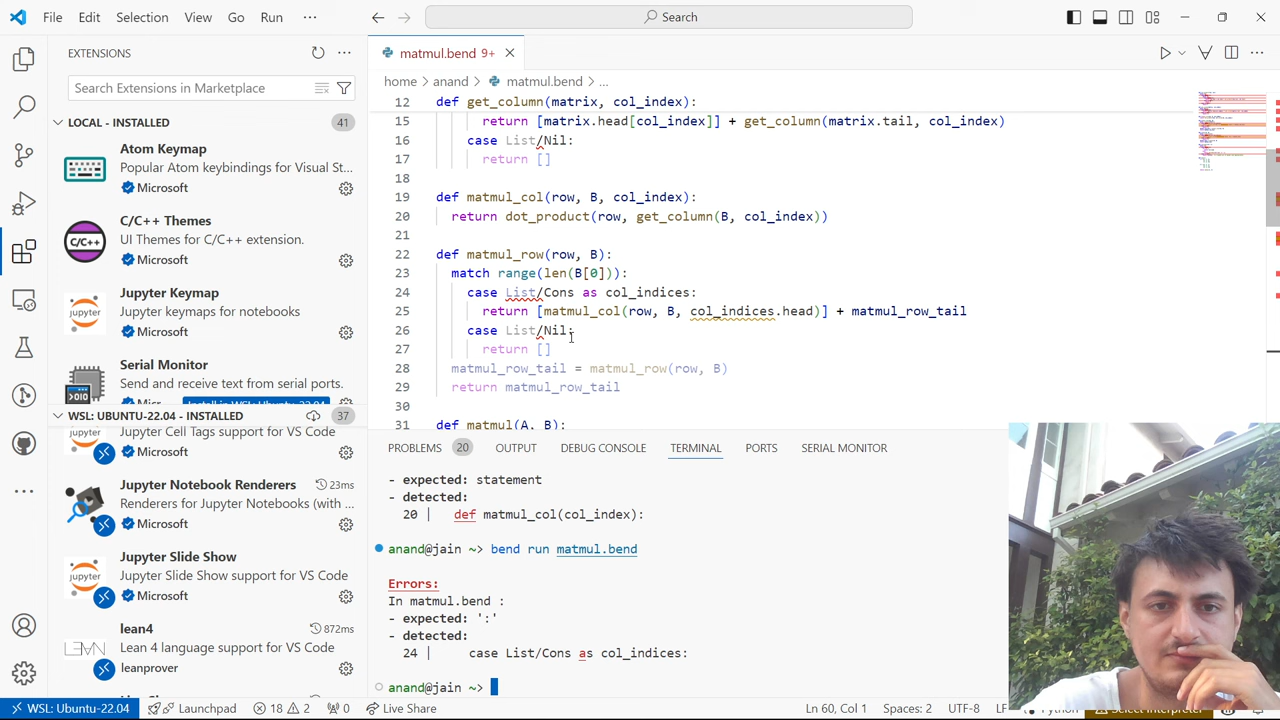 File Edit Selection View Go Run ··· Search
EXTENSIONS
matmul.bend 9+
Search Extensions in Marketplace
home > anand > matmul.bend > ...
LOCAL - INSTALLED 41
Atom Keymap
Popular Atom keybindings for Visua
Microsoft
C/C++ Themes
UI Themes for C/C++ extension.
Microsoft
Jupyter Keymap
Jupyter keymaps for notebooks
Microsoft
Serial Monitor
Send and receive text from serial ports.
WSL: UBUNTU-22.04 - INSTALLED 37
Jupyter Cell Tags support for VS Code
Microsoft
Jupyter Notebook Renderers 23ms
Renderers for Jupyter Notebooks (with ...
Microsoft
Jupyter Slide Show
Jupyter Slide Show support for VS Code
Microsoft
lean4 872ms
Lean 4 language support for VS Code
leanprover
12 def get_column(matrix, col_index):
15 return [matrix.head[col_index]] + get_column(matrix.tail, col_index)
16 case List/Nil:
17 return []
18
19 def matmul_col(row, B, col_index):
20 return dot_product(row, get_column(B, col_index))
21
22 def matmul_row(row, B):
23 match range(len(B[0])):
24 case List/Cons as col_indices:
25 return [matmul_col(row, B, col_indices.head)] + matmul_row_tail
26 case List/Nil:
27 return []
28 matmul_row_tail = matmul_row(row, B)
29 return matmul_row_tail
30
31 def matmul(A, B):
PROBLEMS 20 OUTPUT DEBUG CONSOLE TERMINAL PORTS SERIAL MONITOR
- expected: statement
- detected:
20 | def matmul_col(col_index):
anand@jain ~> bend run matmul.bend
Errors:
In matmul.bend :
- expected: ':'
- detected:
24 | case List/Cons as col_indices:
anand@jain ~>
WSL: Ubuntu-22.04 Launchpad 18 2 0 Live Share Ln 60, Col 1 Spaces: 2 UTF-8 LF